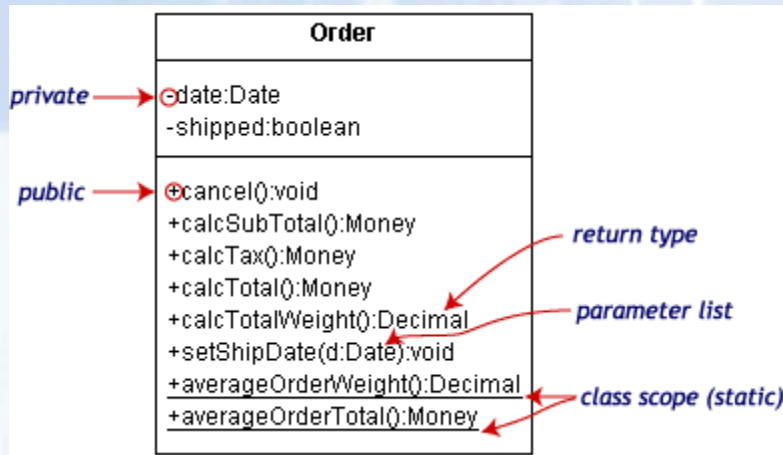 Order
private
-date:Date
-shipped:boolean
public
+cancel():void
+calcSubTotal():Money
+calcTax():Money
+calcTotal():Money
+calcTotalWeight():Decimal
+setShipDate(d:Date):void
+averageOrderWeight():Decimal
+averageOrderTotal():Money
return type
parameter list
class scope (static)